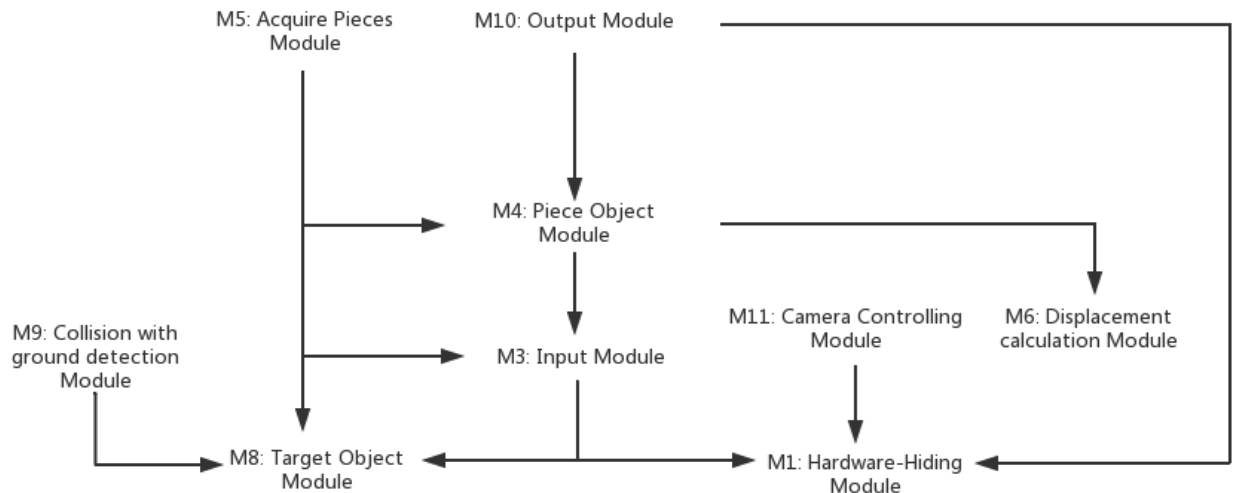 M5: Acquire Pieces
Module
M10: Output Module
M4: Piece Object
Module
M9: Collision with
ground detection
Module
M3: Input Module
M11: Camera Controlling
Module
M6: Displacement
calculation Module
M8: Target Object
Module
M1: Hardware-Hiding
Module